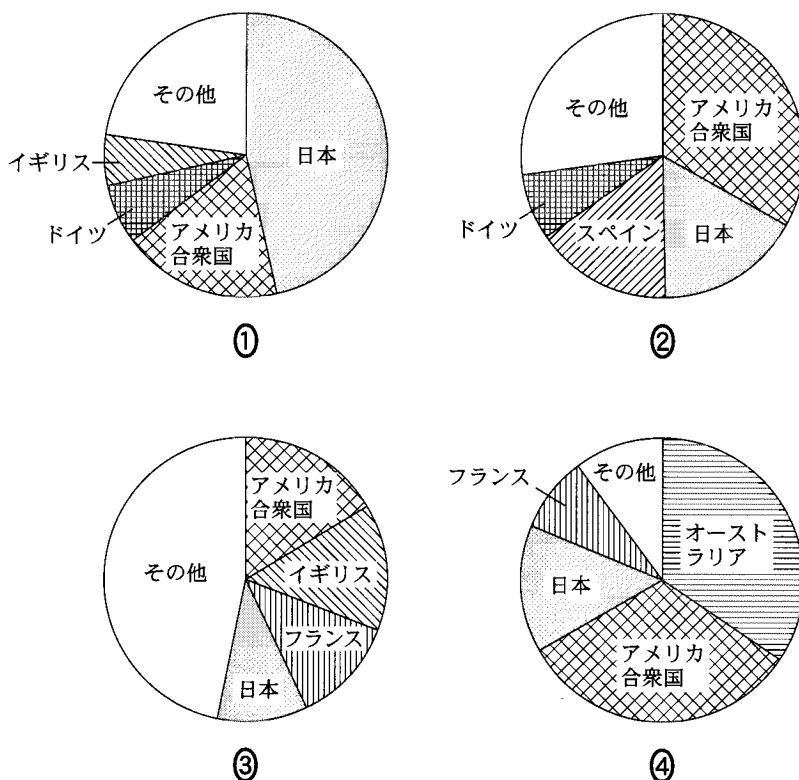 その他
日本
イギリス
ドイツ
アメリカ
合衆国
①
その他
アメリカ
合衆国
ドイツ
スペイン
日本
②
アメリカ
合衆国
その他
イギリス
フランス
日本
③
フランス
その他
オースト
ラリア
日本
アメリカ
合衆国
④